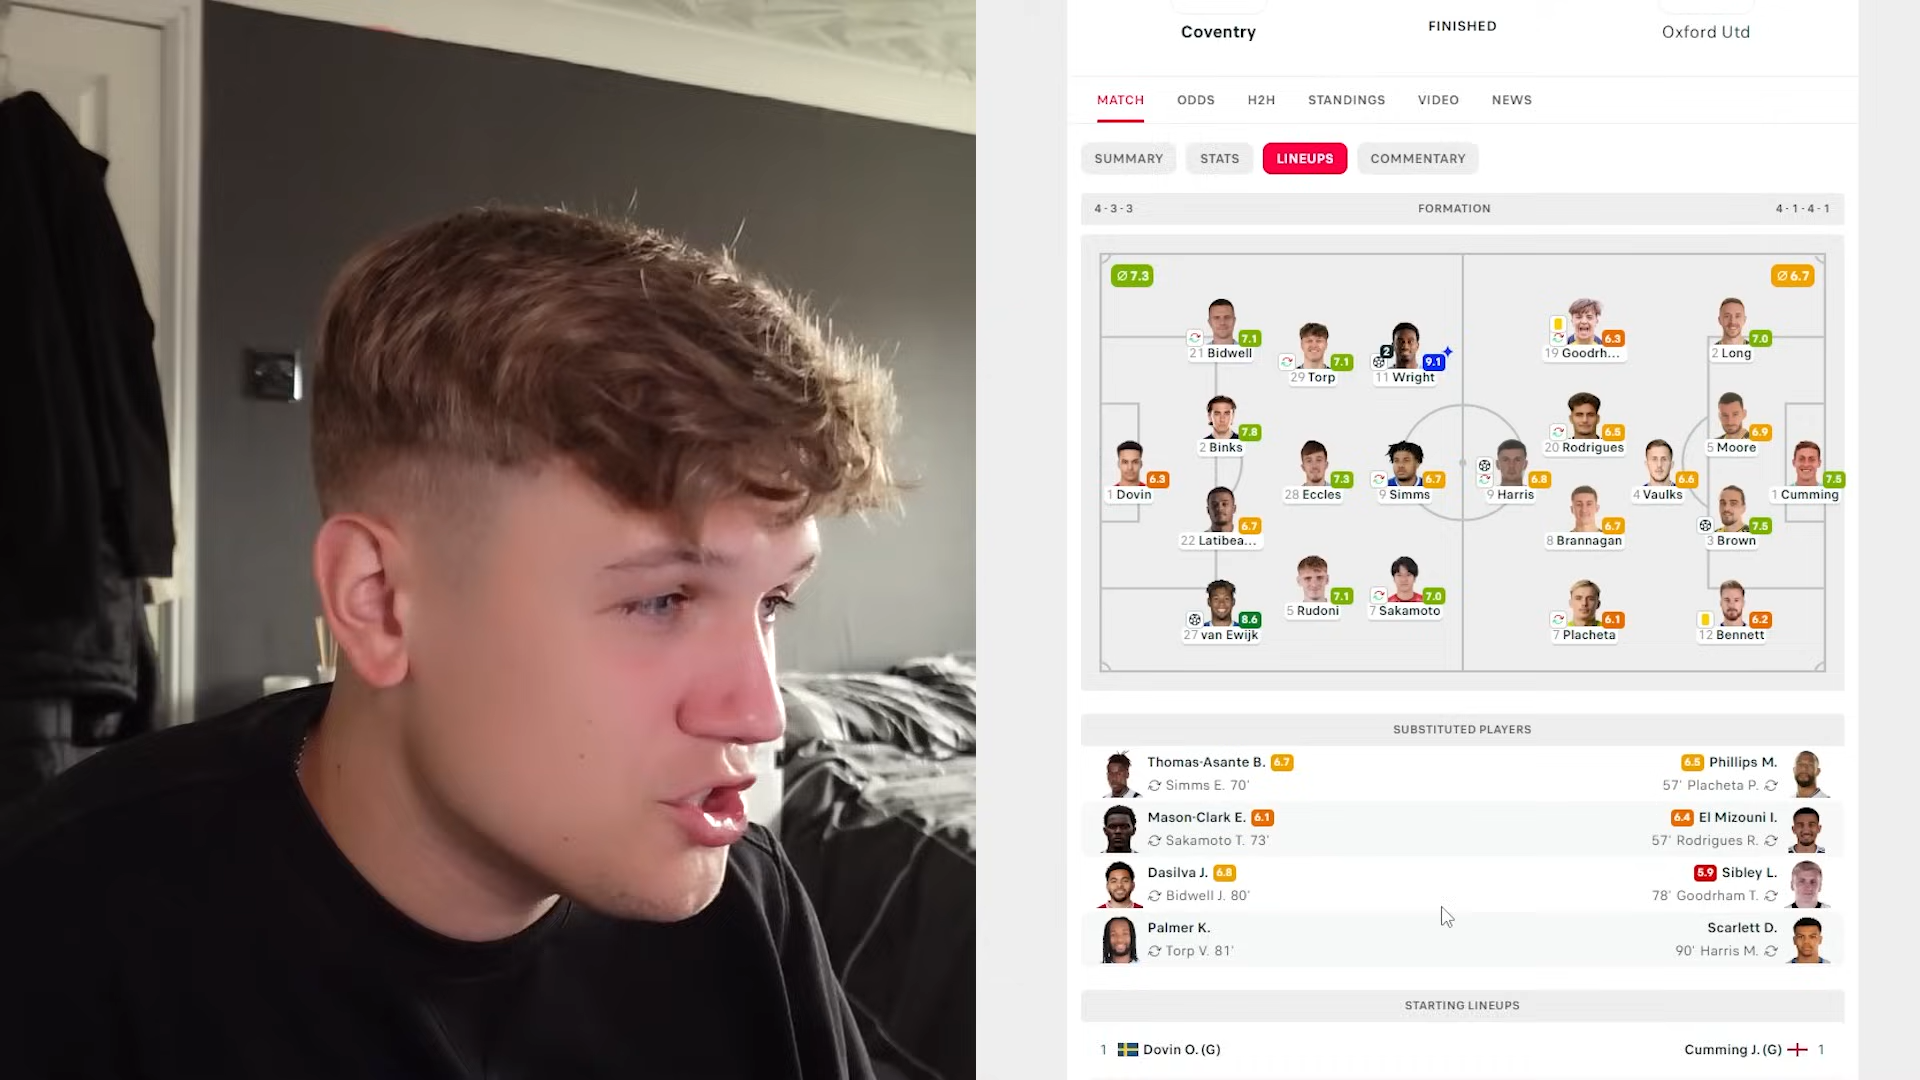 Coventry
FINISHED
Oxford Utd
MATCH ODDS H2H STANDINGS VIDEO NEWS
SUMMARY STATS LINEUPS COMMENTARY
4 - 3 - 3 FORMATION 4 - 1 - 4 - 1
Ø 7.3
Ø 6.7
7.1
21 Bidwell
7.1
29 Torp
2 9.1
11 Wright
6.3
19 Goodrh...
7.0
2 Long
7.8
2 Binks
6.5
20 Rodrigues
6.9
5 Moore
6.3
1 Dovin
7.3
28 Eccles
6.7
9 Simms
6.8
9 Harris
6.6
4 Vaulks
7.5
1 Cumming
6.7
22 Latibea...
6.7
8 Brannagan
7.5
3 Brown
8.6
27 van Ewijk
7.1
5 Rudoni
7.0
7 Sakamoto
6.1
7 Placheta
6.2
12 Bennett
SUBSTITUTED PLAYERS
Thomas-Asante B. 6.7
Simms E. 70'
6.5 Phillips M.
57' Placheta P.
Mason-Clark E. 6.1
Sakamoto T. 73'
6.4 El Mizouni I.
57' Rodrigues R.
Dasilva J. 6.8
Bidwell J. 80'
5.9 Sibley L.
78' Goodrham T.
Palmer K.
Torp V. 81'
Scarlett D.
90' Harris M.
STARTING LINEUPS
1 Dovin O. (G)
Cumming J. (G) 1